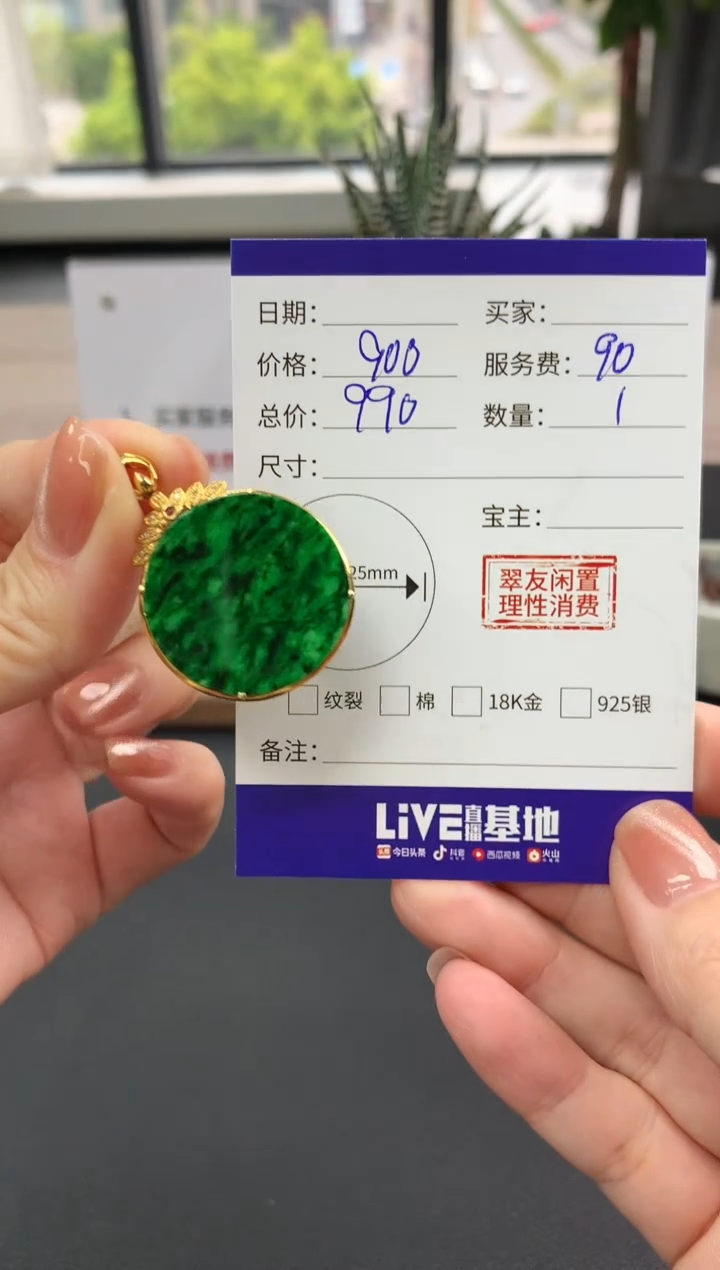 日期： 买家：
价格：900 服务费：90
总价：990 数量：1
尺寸：
宝主：
25mm
翠友闲置
理性消费
纹裂 棉 18K金 925银
备注：
LiVE直播基地
今日头条 抖音 西瓜视频 火山